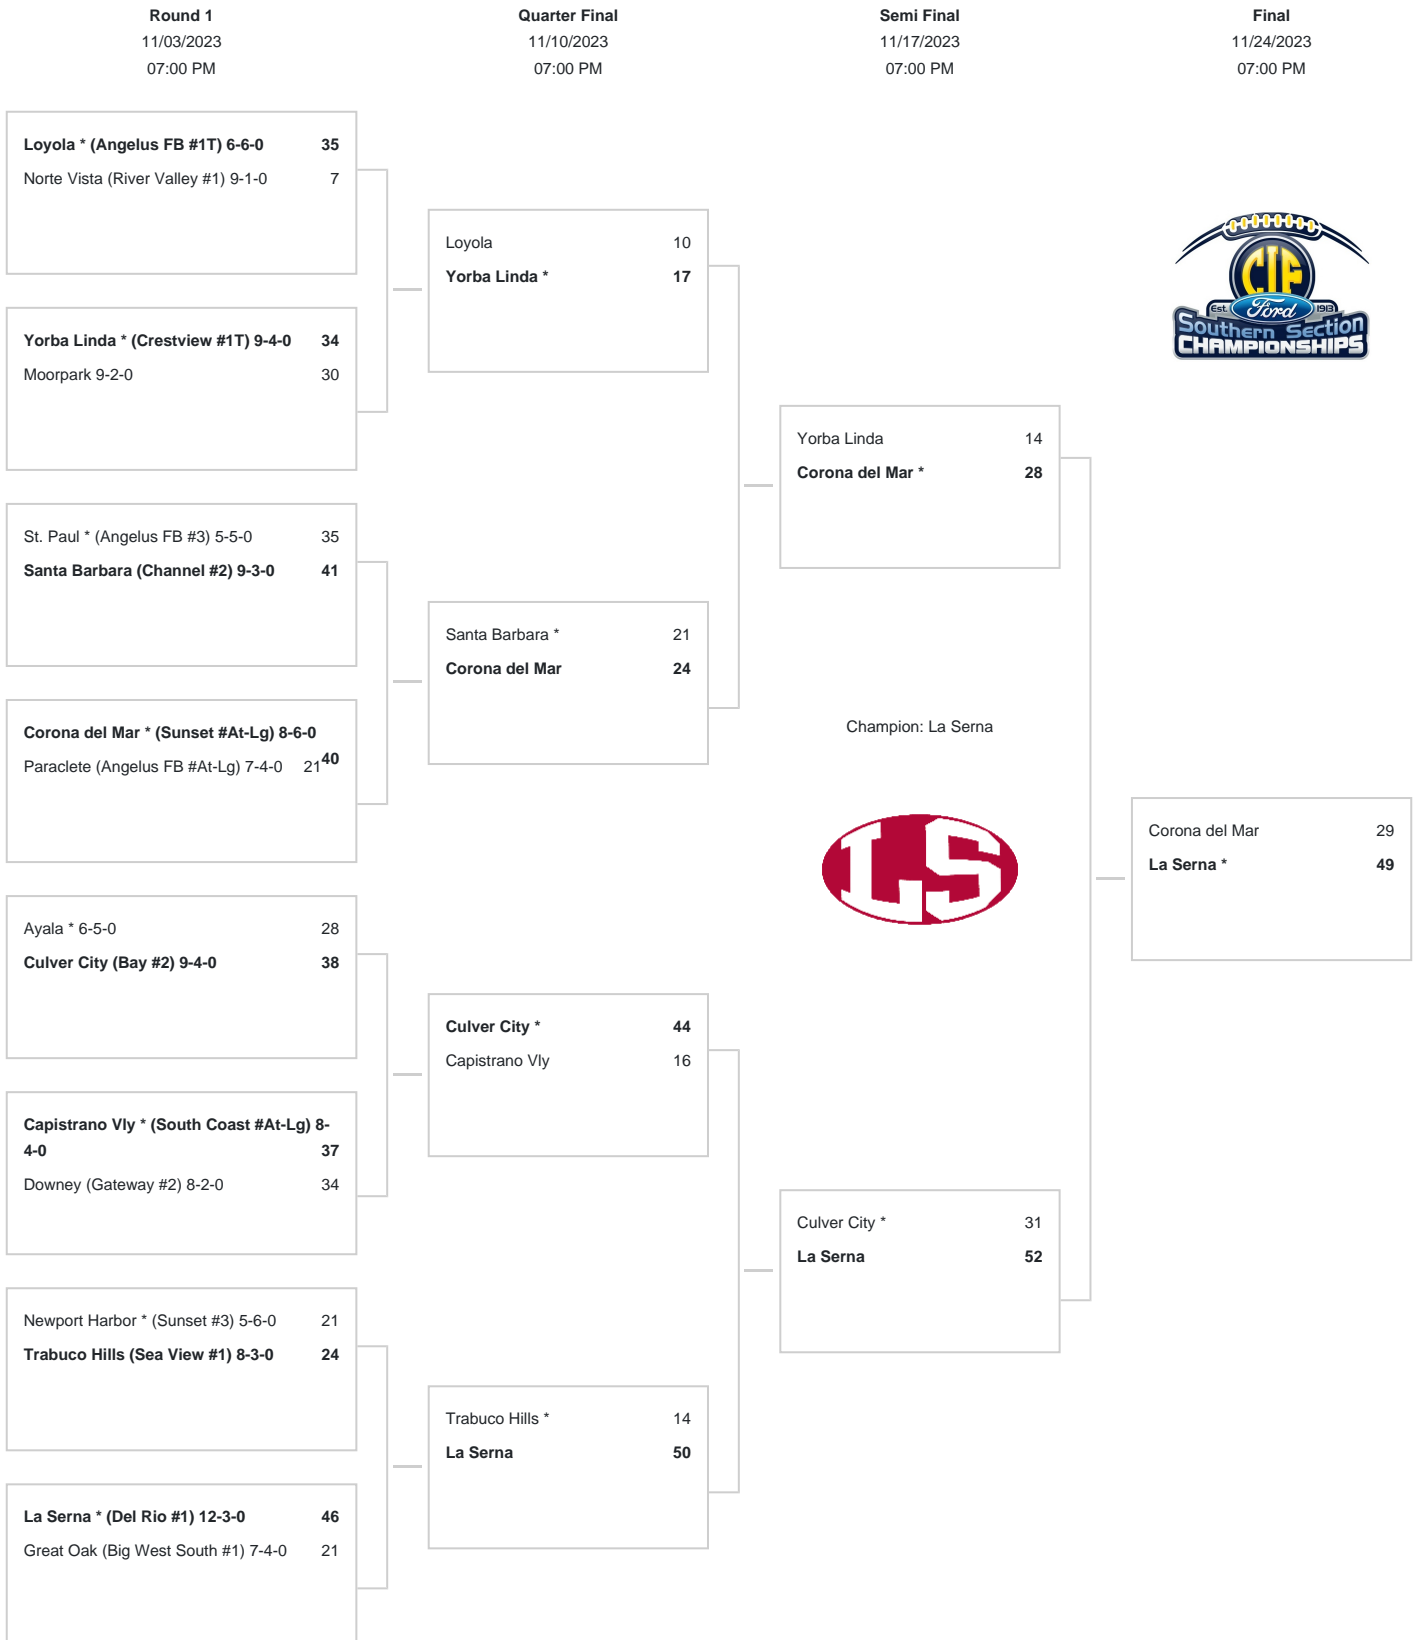 Round 1
11/03/2023
07:00 PM
Quarter Final
11/10/2023
07:00 PM
Semi Final
11/17/2023
07:00 PM
Final
11/24/2023
07:00 PM
Loyola * (Angelus FB #1T) 6-6-0 35
Norte Vista (River Valley #1) 9-1-0 7
Yorba Linda * (Crestview #1T) 9-4-0 34
Moorpark 9-2-0 30
St. Paul * (Angelus FB #3) 5-5-0 35
Santa Barbara (Channel #2) 9-3-0 41
Corona del Mar * (Sunset #At-Lg) 8-6-0
40
Paraclete (Angelus FB #At-Lg) 7-4-0 21
Ayala * 6-5-0 28
Culver City (Bay #2) 9-4-0 38
Capistrano Vly * (South Coast #At-Lg) 8-
4-0 37
Downey (Gateway #2) 8-2-0 34
Newport Harbor * (Sunset #3) 5-6-0 21
Trabuco Hills (Sea View #1) 8-3-0 24
La Serna * (Del Rio #1) 12-3-0 46
Great Oak (Big West South #1) 7-4-0 21
Loyola 10
Yorba Linda * 17
Santa Barbara * 21
Corona del Mar 24
Culver City * 44
Capistrano Vly 16
Trabuco Hills * 14
La Serna 50
Yorba Linda 14
Corona del Mar * 28
Culver City * 31
La Serna 52
Champion: La Serna
LS
CIF
Est. Ford 1913
Southern Section
CHAMPIONSHIPS
Corona del Mar 29
La Serna * 49